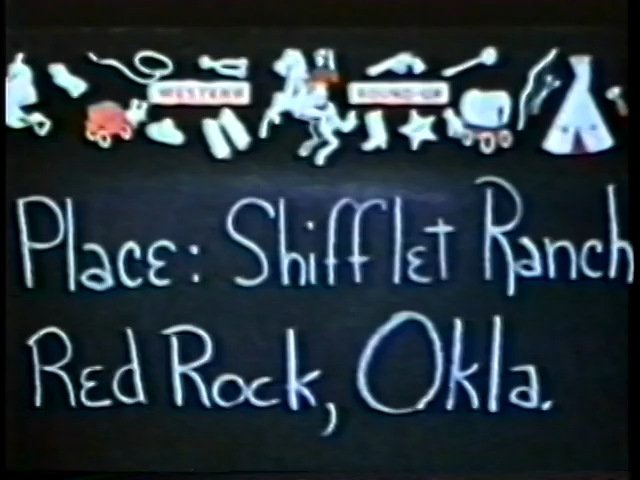 WESTERN ROUND-UP
Place: Shifflet Ranch
Red Rock, Okla.